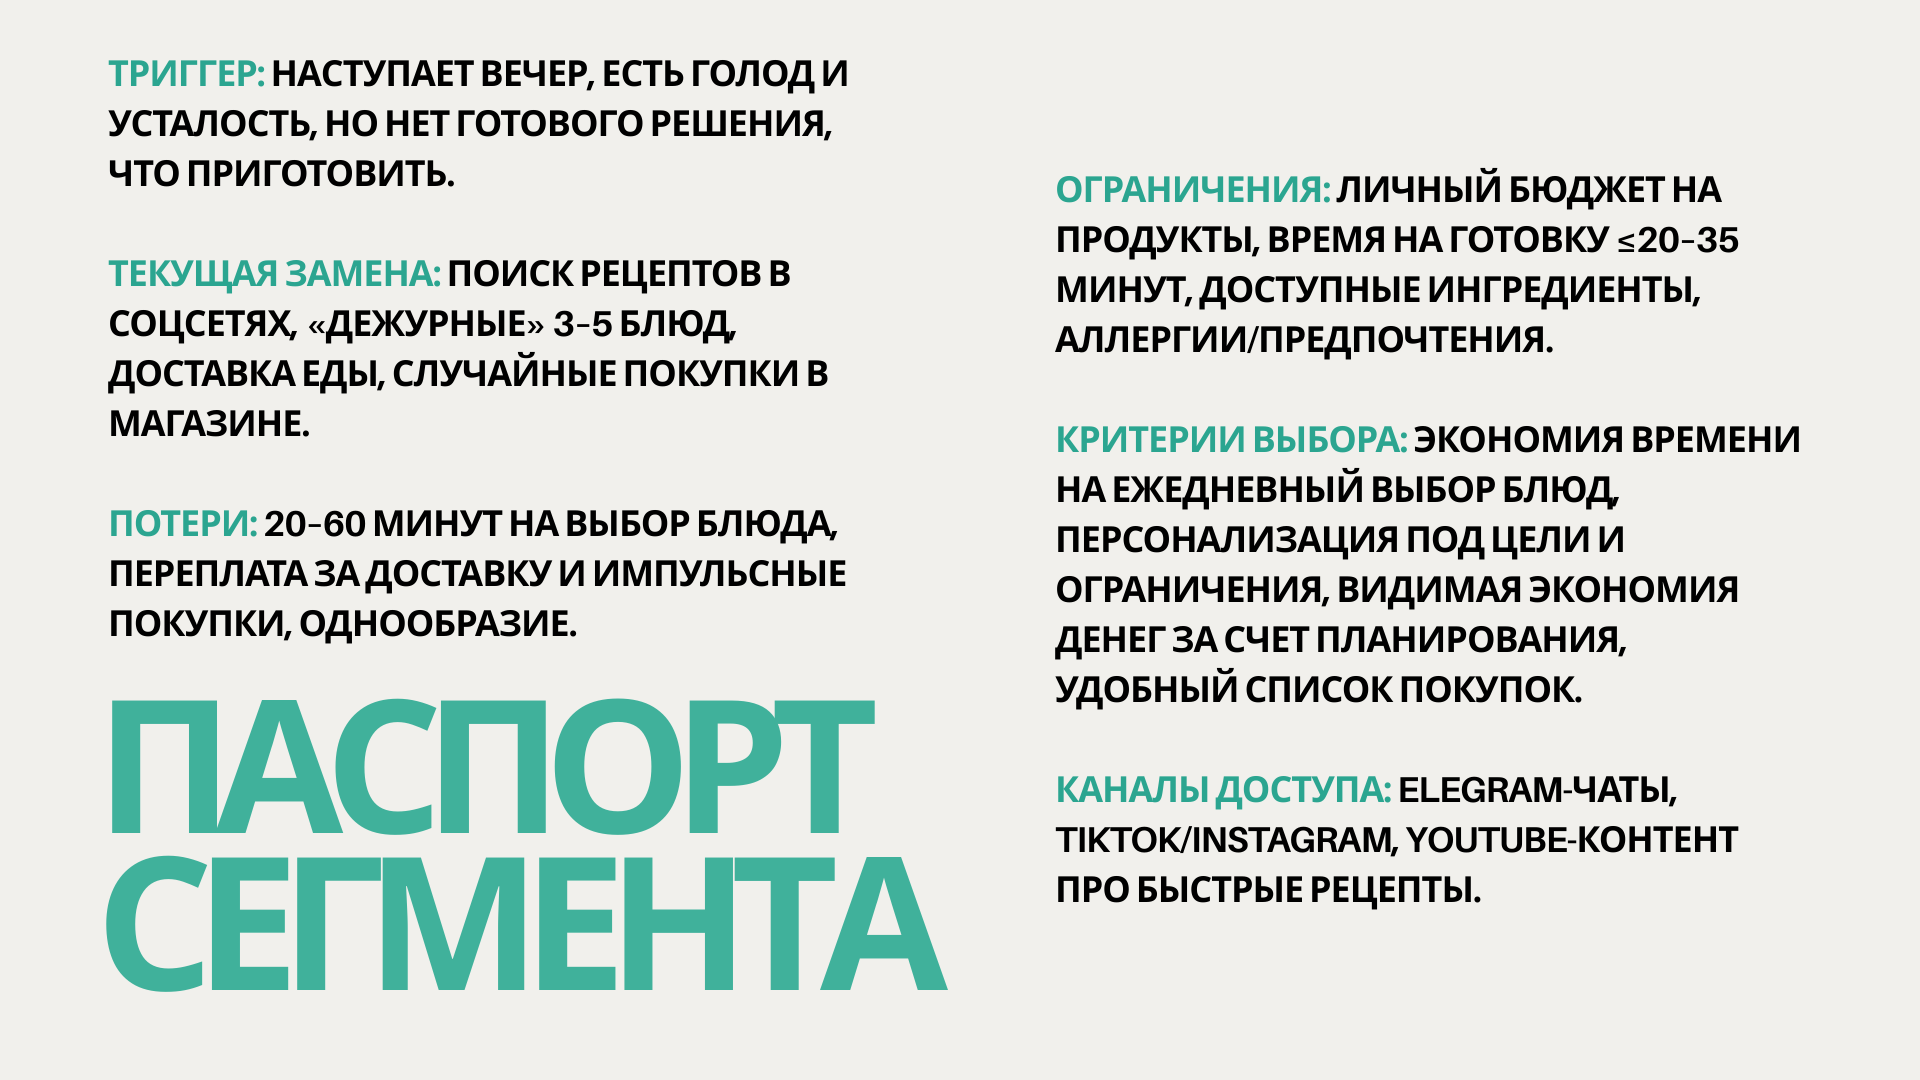 ТРИГГЕР: НАСТУПАЕТ ВЕЧЕР, ЕСТЬ ГОЛОД И
УСТАЛОСТЬ, НО НЕТ ГОТОВОГО РЕШЕНИЯ,
ЧТО ПРИГОТОВИТЬ.
ТЕКУЩАЯ ЗАМЕНА: ПОИСК РЕЦЕПТОВ В
СОЦСЕТЯХ, «ДЕЖУРНЫЕ» 3–5 БЛЮД,
ДОСТАВКА ЕДЫ, СЛУЧАЙНЫЕ ПОКУПКИ В
МАГАЗИНЕ.
ПОТЕРИ: 20–60 МИНУТ НА ВЫБОР БЛЮДА,
ПЕРЕПЛАТА ЗА ДОСТАВКУ И ИМПУЛЬСНЫЕ
ПОКУПКИ, ОДНООБРАЗИЕ.
ПАСПОРТ
СЕГМЕНТА
ОГРАНИЧЕНИЯ: ЛИЧНЫЙ БЮДЖЕТ НА
ПРОДУКТЫ, ВРЕМЯ НА ГОТОВКУ ≤20–35
МИНУТ, ДОСТУПНЫЕ ИНГРЕДИЕНТЫ,
АЛЛЕРГИИ/ПРЕДПОЧТЕНИЯ.
КРИТЕРИИ ВЫБОРА: ЭКОНОМИЯ ВРЕМЕНИ
НА ЕЖЕДНЕВНЫЙ ВЫБОР БЛЮД,
ПЕРСОНАЛИЗАЦИЯ ПОД ЦЕЛИ И
ОГРАНИЧЕНИЯ, ВИДИМАЯ ЭКОНОМИЯ
ДЕНЕГ ЗА СЧЕТ ПЛАНИРОВАНИЯ,
УДОБНЫЙ СПИСОК ПОКУПОК.
КАНАЛЫ ДОСТУПА: ELEGRAM-ЧАТЫ,
TIKTOK/INSTAGRAM, YOUTUBE-КОНТЕНТ
ПРО БЫСТРЫЕ РЕЦЕПТЫ.